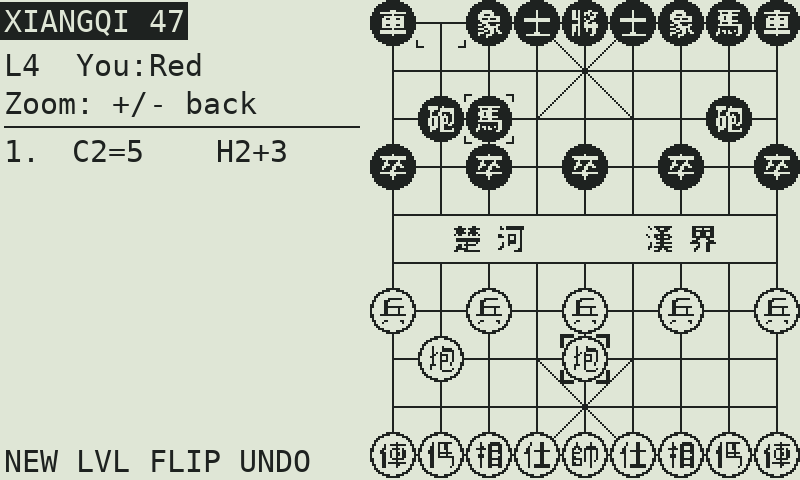 XIANGQI 47
L4 You:Red
Zoom: +/- back
1. C2=5 H2+3
NEW LVL FLIP UNDO
車 象 士 將 士 象 馬 車
砲 馬 砲
卒 卒 卒 卒 卒
楚河 漢界
兵 兵 兵 兵 兵
炮 炮
俥 傌 相 仕 帥 仕 相 傌 俥